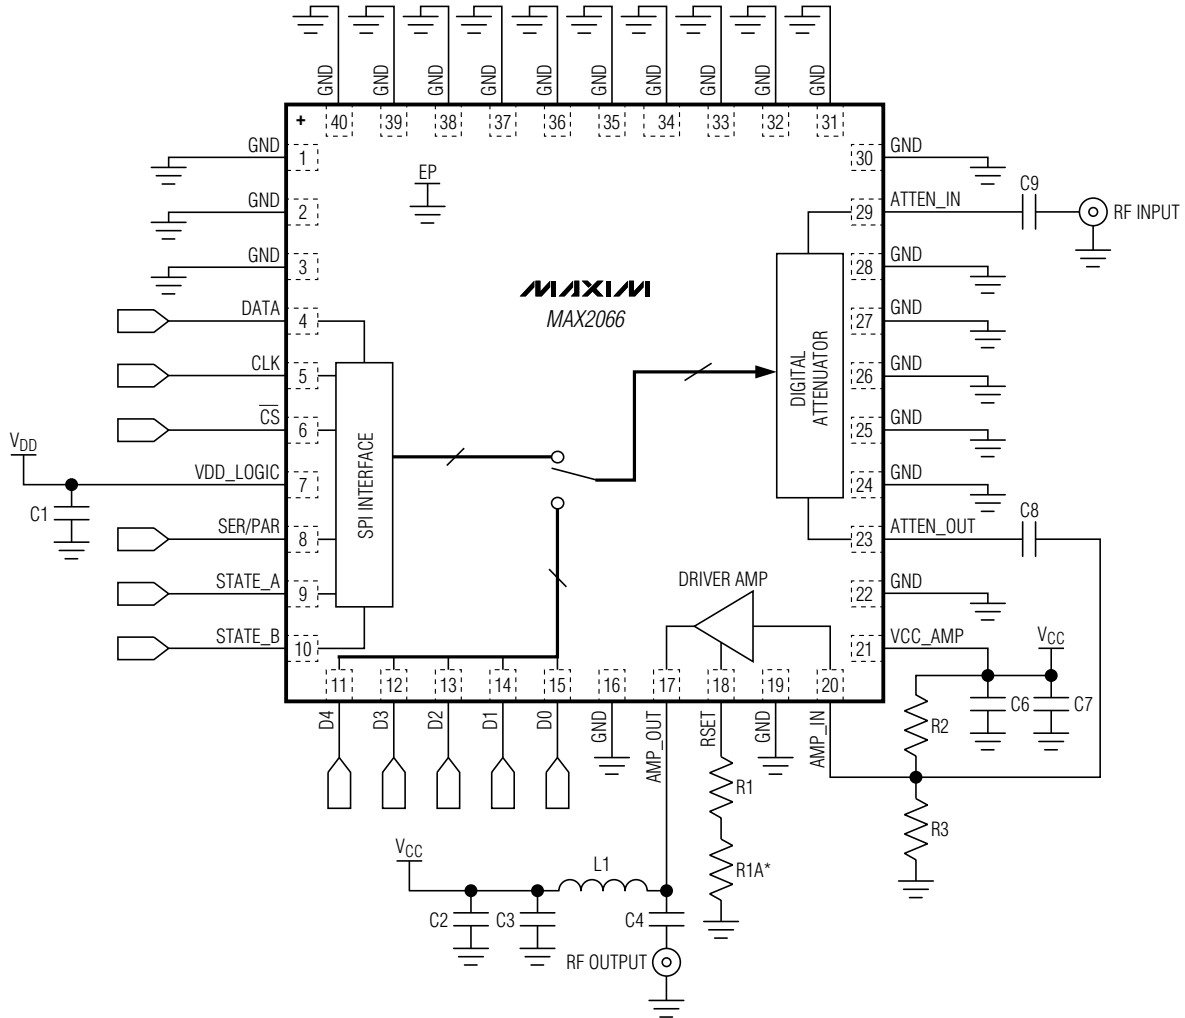 GND GND GND GND GND GND GND GND GND GND
+ 40 39 38 37 36 35 34 33 32 31
GND 1
GND 2
GND 3
DATA 4
CLK 5
CS 6
VDD
VDD_LOGIC 7
C1
SER/PAR 8
STATE_A 9
STATE_B 10
EP
MAXIM
MAX2066
SPI INTERFACE
DIGITAL
ATTENUATOR
DRIVER AMP
30 GND
29 ATTEN_IN
C9
RF INPUT
28 GND
27 GND
26 GND
25 GND
24 GND
23 ATTEN_OUT
C8
22 GND
21 VCC_AMP
VCC
C6 C7
R2
R3
11 12 13 14 15 16 17 18 19 20
D4 D3 D2 D1 D0 GND AMP_OUT RSET GND AMP_IN
R1
R1A*
VCC
L1
C2 C3 C4
RF OUTPUT